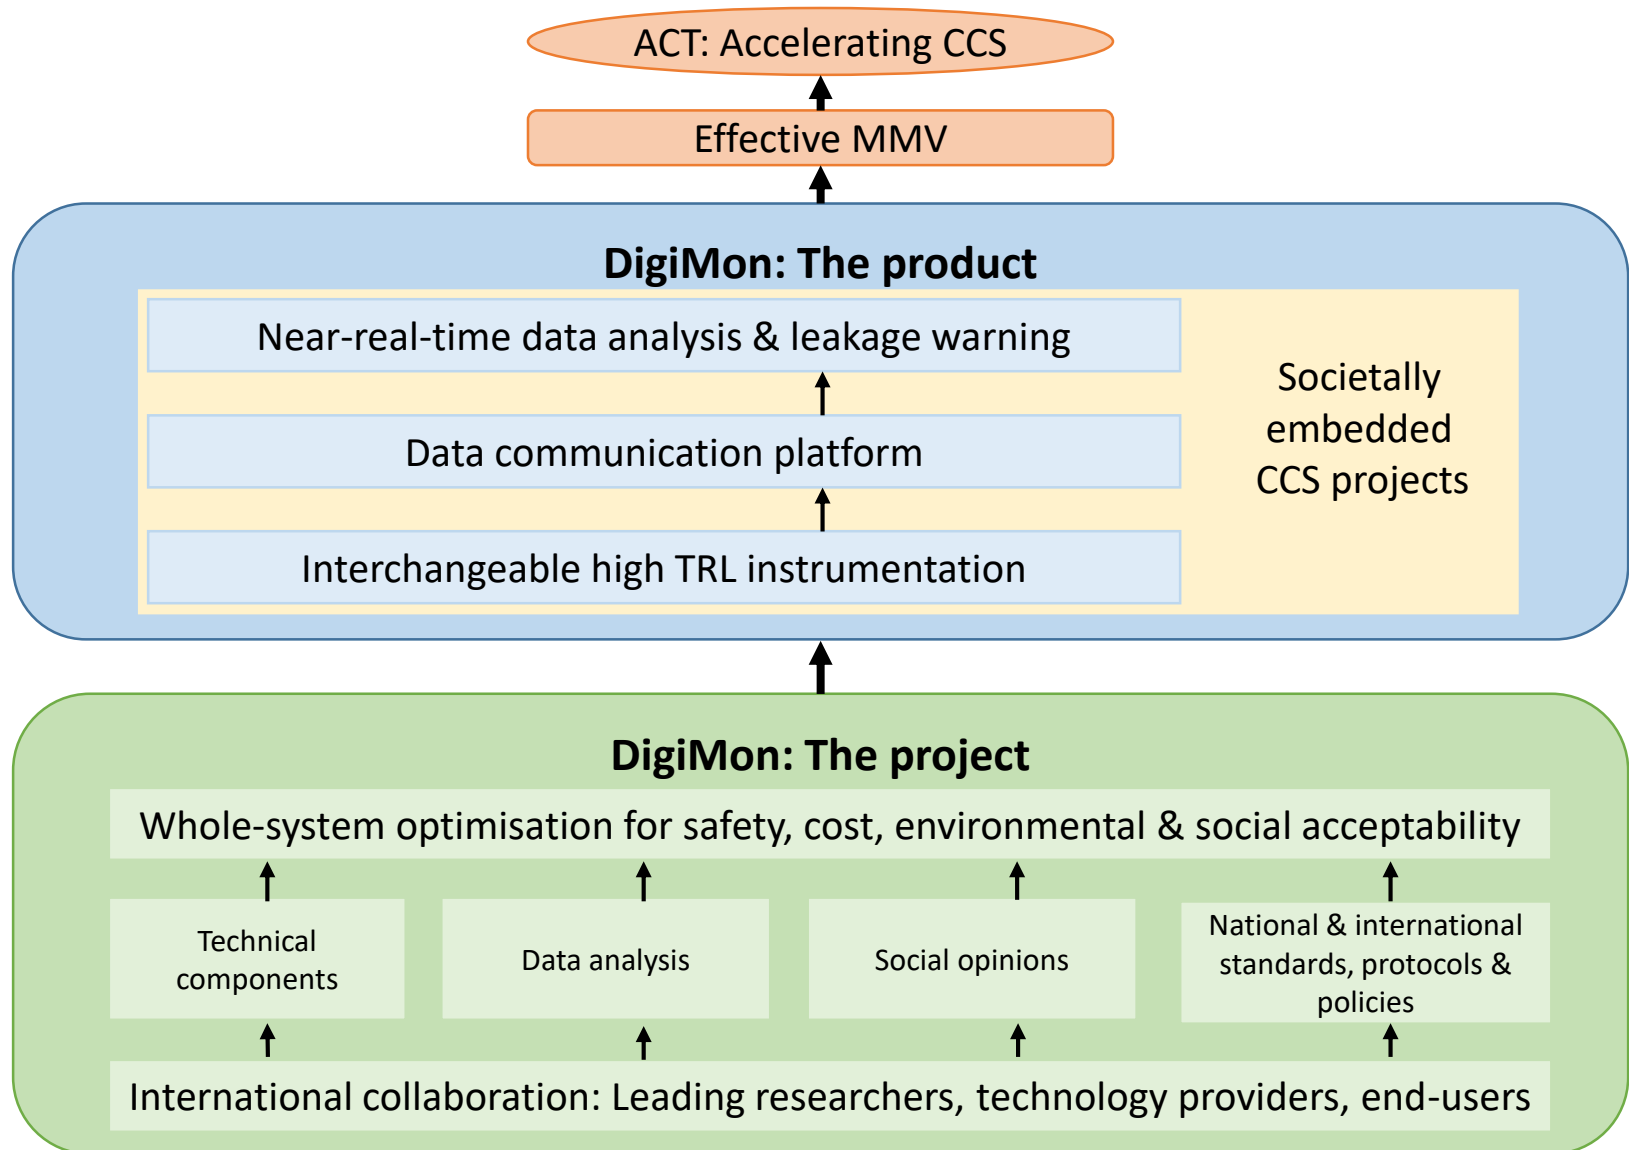 ACT: Accelerating CCS
Effective MMV
DigiMon: The product
Near-real-time data analysis & leakage warning
Data communication platform
Interchangeable high TRL instrumentation
Societally
embedded
CCS projects
DigiMon: The project
Whole-system optimisation for safety, cost, environmental & social acceptability
Technical
components
Data analysis
Social opinions
National & international
standards, protocols &
policies
International collaboration: Leading researchers, technology providers, end-users